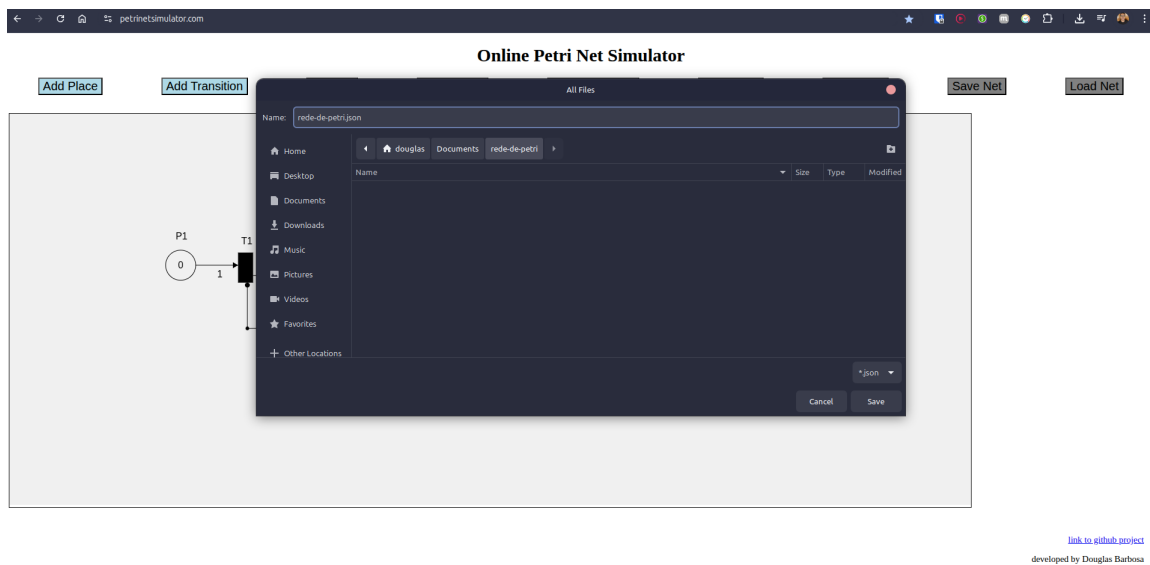 petrinetsimulator.com
Online Petri Net Simulator
Add Place
Add Transition
Save Net
Load Net
All Files
Name: rede-de-petri.json
Home
Desktop
Documents
Downloads
Music
Pictures
Videos
Favorites
Other Locations
douglas Documents rede-de-petri
Name Size Type Modified
*.json
Cancel Save
P1
T1
0
1
link to github project
developed by Douglas Barbosa